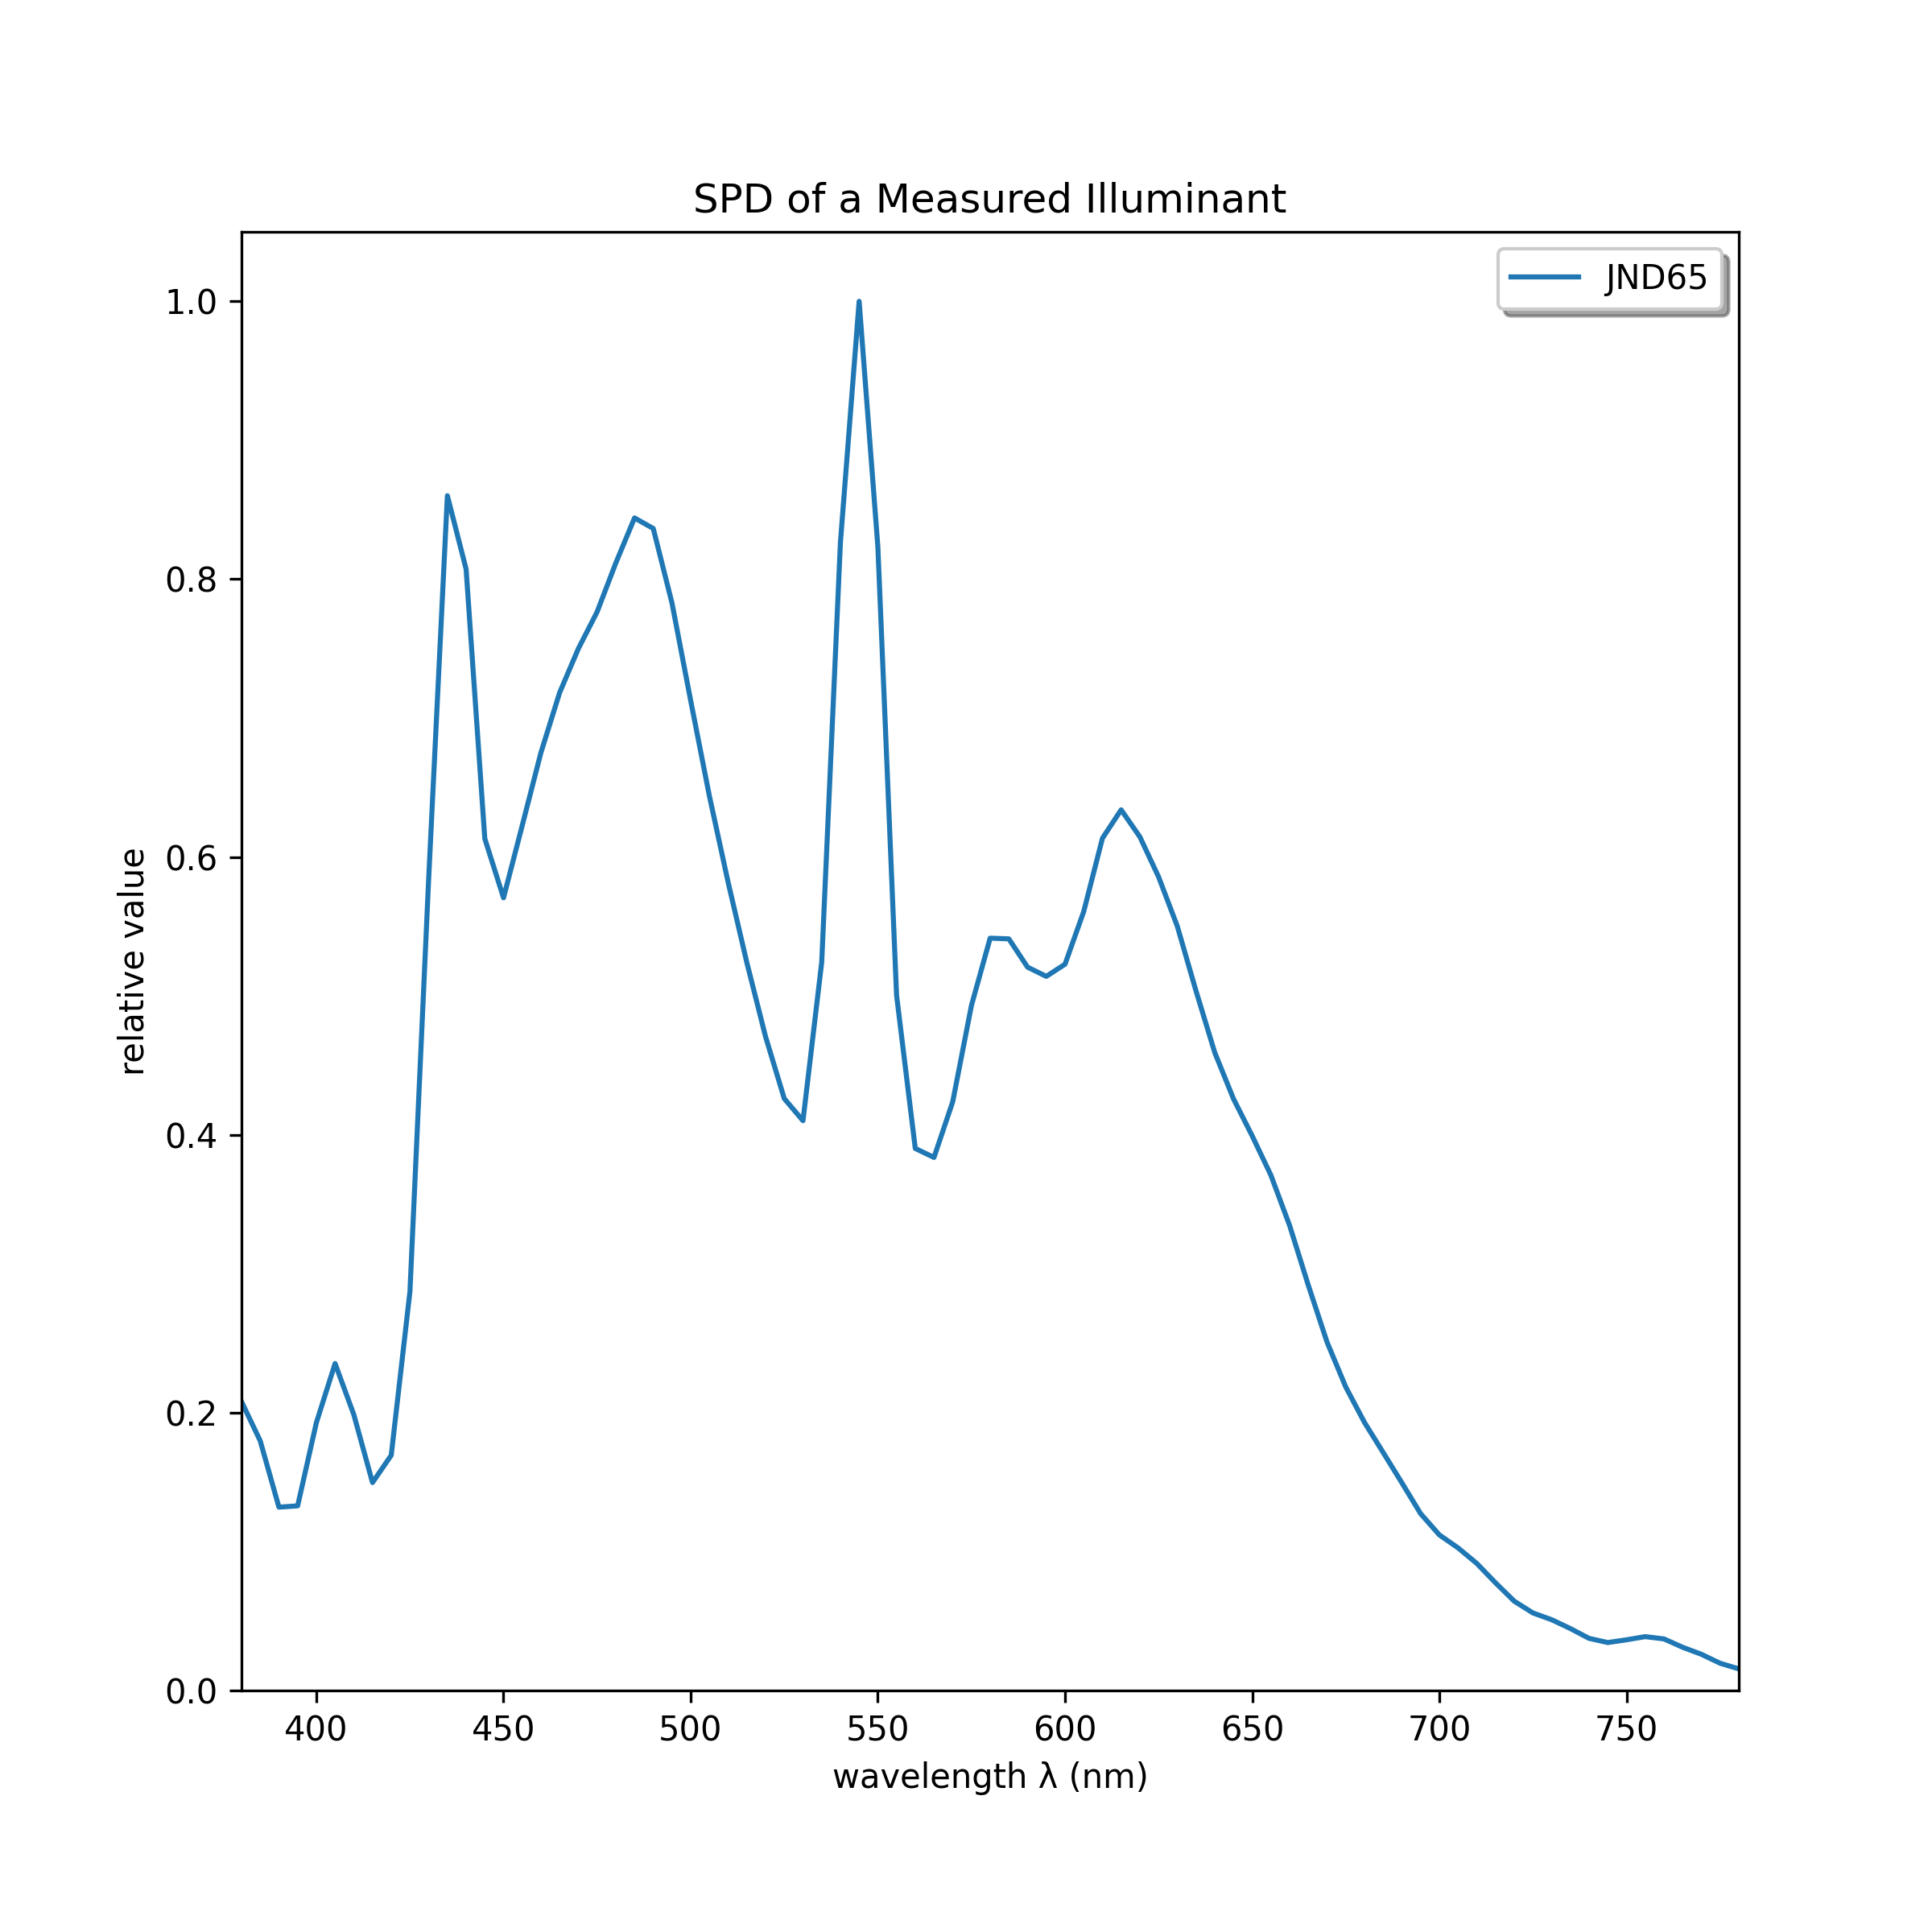 SPD of a Measured Illuminant
JND65
relative value
1.0
0.8
0.6
0.4
0.2
0.0
400 450 500 550 600 650 700 750
wavelength λ (nm)